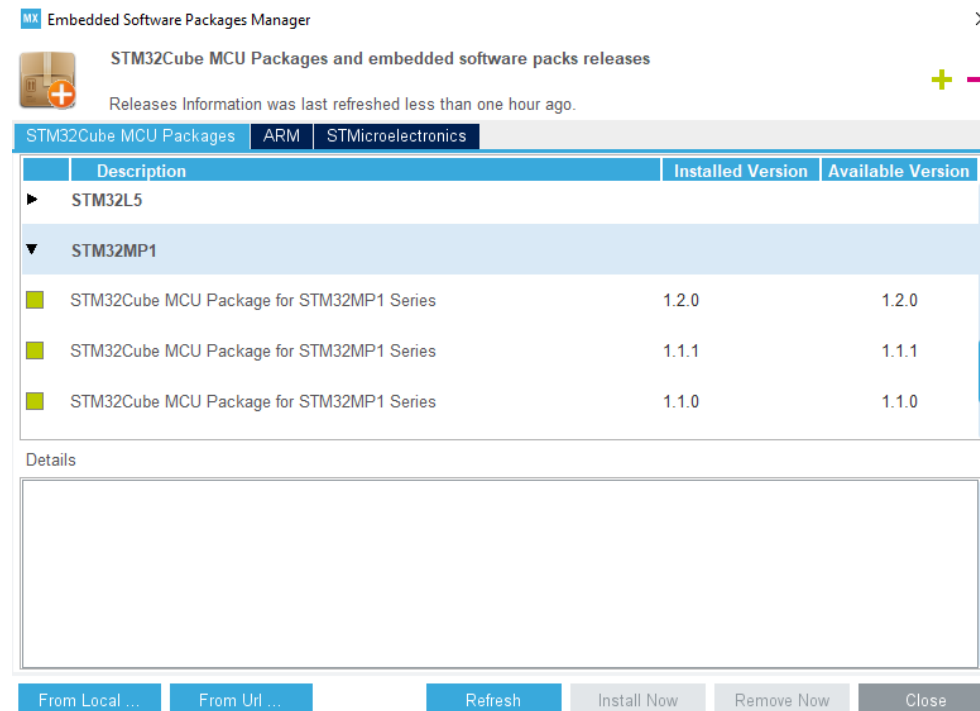 MX Embedded Software Packages Manager
STM32Cube MCU Packages and embedded software packs releases
Releases Information was last refreshed less than one hour ago.
STM32Cube MCU Packages ARM STMicroelectronics
Description Installed Version Available Version
STM32L5
STM32MP1
STM32Cube MCU Package for STM32MP1 Series 1.2.0 1.2.0
STM32Cube MCU Package for STM32MP1 Series 1.1.1 1.1.1
STM32Cube MCU Package for STM32MP1 Series 1.1.0 1.1.0
Details
From Local ... From Url ... Refresh Install Now Remove Now Close